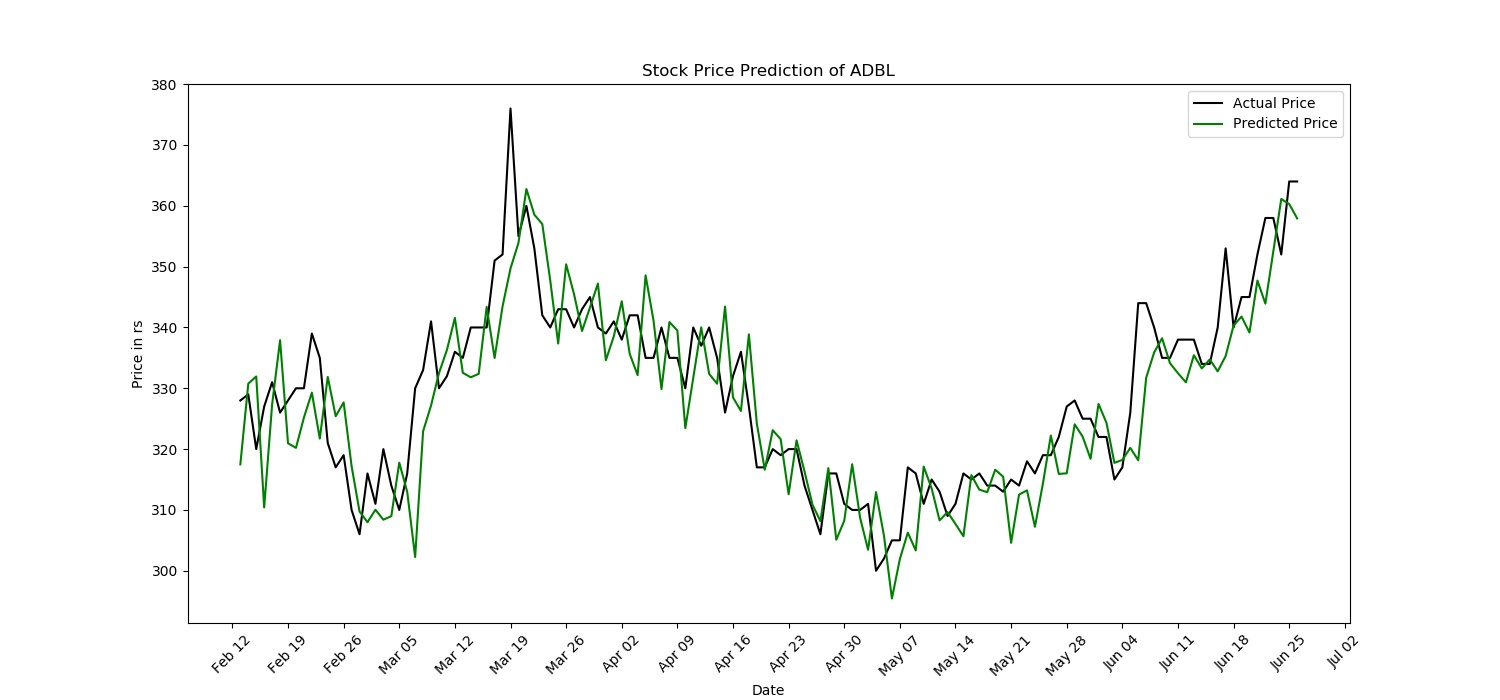 Stock Price Prediction of ADBL
380
370
360
350
340
330
320
310
300
Price in rs
Actual Price
Predicted Price
Feb 12
Feb 19
Feb 26
Mar 05
Mar 12
Mar 19
Mar 26
Apr 02
Apr 09
Apr 16
Apr 23
Apr 30
May 07
May 14
May 21
May 28
Jun 04
Jun 11
Jun 18
Jun 25
Jul 02
Date